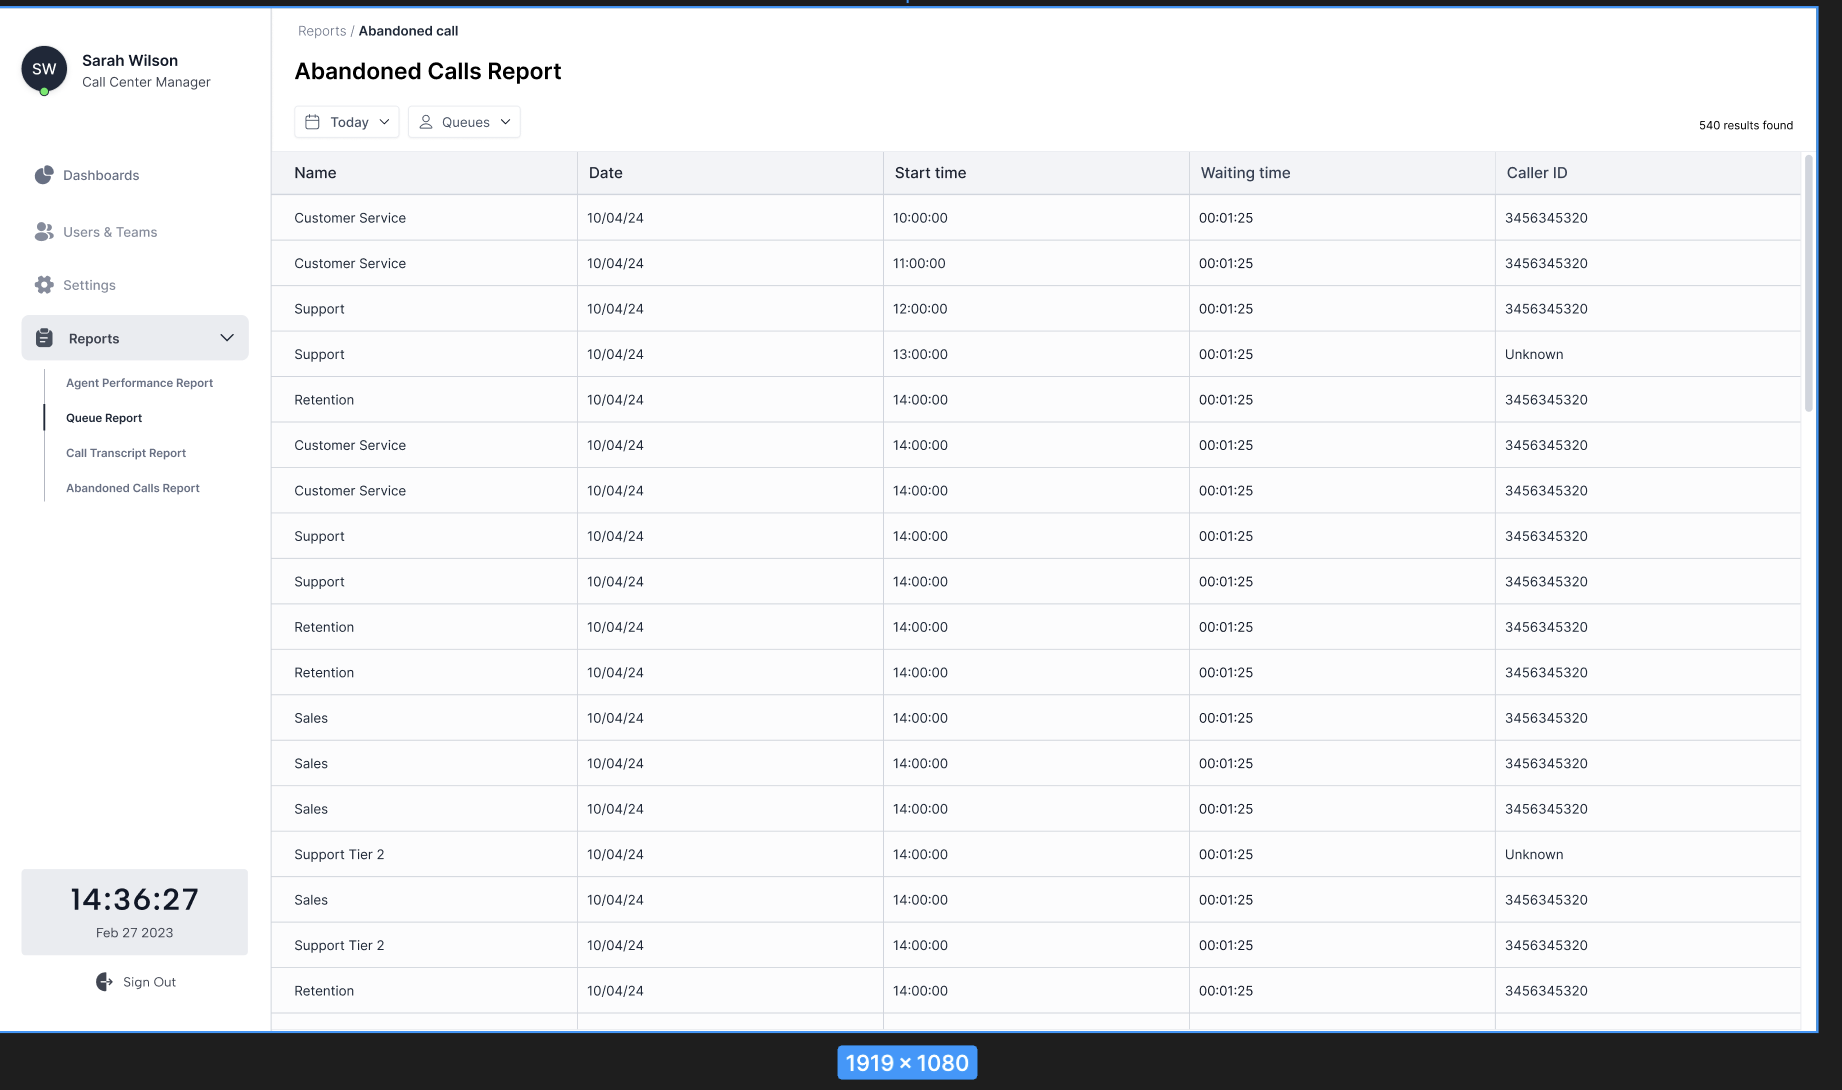 SW
Sarah Wilson
Call Center Manager
Dashboards
Users & Teams
Settings
Reports
Agent Performance Report
Queue Report
Call Transcript Report
Abandoned Calls Report
14:36:27
Feb 27 2023
Sign Out
Reports / Abandoned call
Abandoned Calls Report
Today Queues
540 results found
Name Date Start time Waiting time Caller ID
Customer Service 10/04/24 10:00:00 00:01:25 3456345320
Customer Service 10/04/24 11:00:00 00:01:25 3456345320
Support 10/04/24 12:00:00 00:01:25 3456345320
Support 10/04/24 13:00:00 00:01:25 Unknown
Retention 10/04/24 14:00:00 00:01:25 3456345320
Customer Service 10/04/24 14:00:00 00:01:25 3456345320
Customer Service 10/04/24 14:00:00 00:01:25 3456345320
Support 10/04/24 14:00:00 00:01:25 3456345320
Support 10/04/24 14:00:00 00:01:25 3456345320
Retention 10/04/24 14:00:00 00:01:25 3456345320
Retention 10/04/24 14:00:00 00:01:25 3456345320
Sales 10/04/24 14:00:00 00:01:25 3456345320
Sales 10/04/24 14:00:00 00:01:25 3456345320
Sales 10/04/24 14:00:00 00:01:25 3456345320
Support Tier 2 10/04/24 14:00:00 00:01:25 Unknown
Sales 10/04/24 14:00:00 00:01:25 3456345320
Support Tier 2 10/04/24 14:00:00 00:01:25 3456345320
Retention 10/04/24 14:00:00 00:01:25 3456345320
1919 × 1080